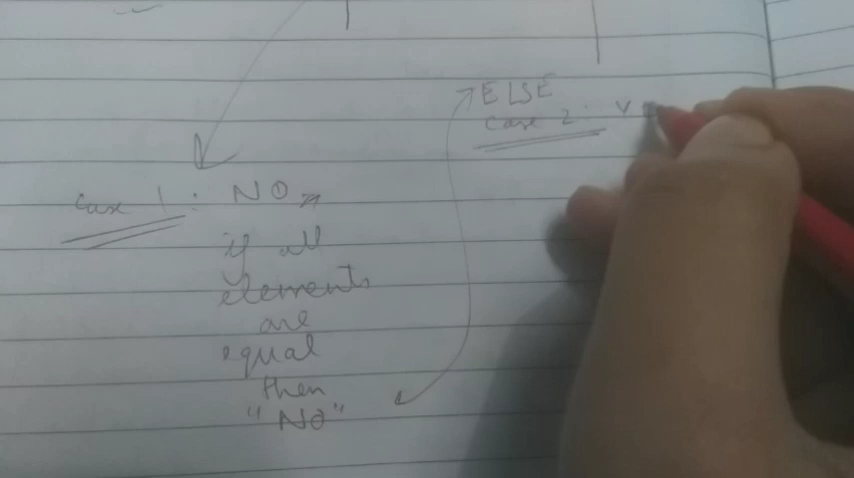 Case 1 : NO
if all
elements
are
equal
then
"NO"
ELSE
Case 2 : Y